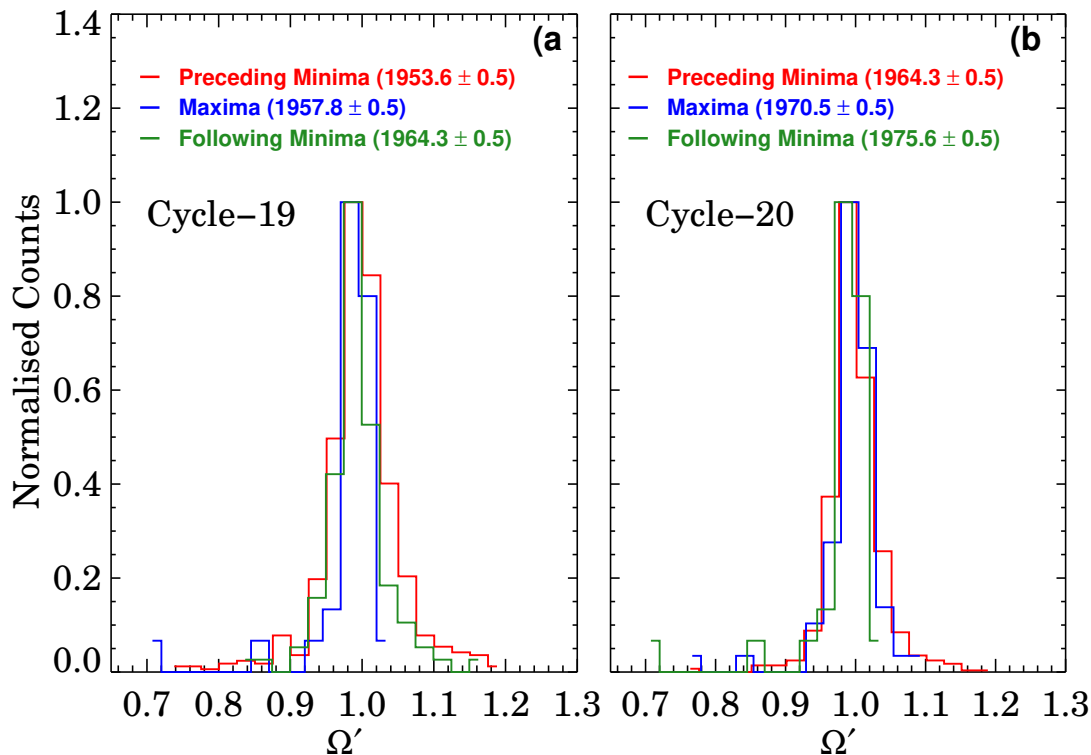 (a
Preceding Minima (1953.6 ± 0.5)
Maxima (1957.8 ± 0.5)
Following Minima (1964.3 ± 0.5)
Cycle−19
Normalised Counts
1.4
1.2
1.0
0.8
0.6
0.4
0.2
0.0
0.7 0.8 0.9 1.0 1.1 1.2 1.3
Ω′
(b
Preceding Minima (1964.3 ± 0.5)
Maxima (1970.5 ± 0.5)
Following Minima (1975.6 ± 0.5)
Cycle−20
0.7 0.8 0.9 1.0 1.1 1.2 1.3
Ω′